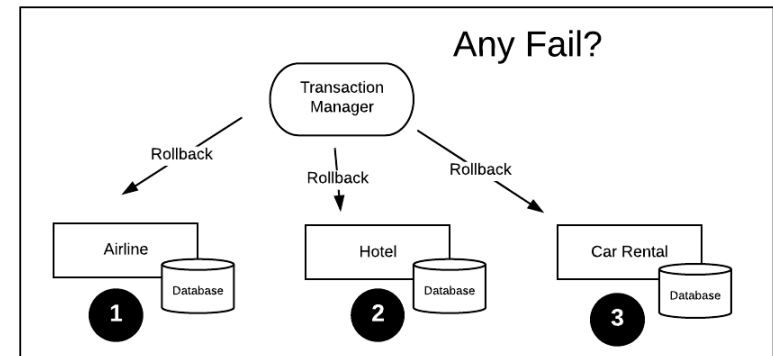 Any Fail?
Transaction
Manager
Rollback
Rollback
Rollback
Airline
Database
Hotel
Database
Car Rental
Database
1
2
3